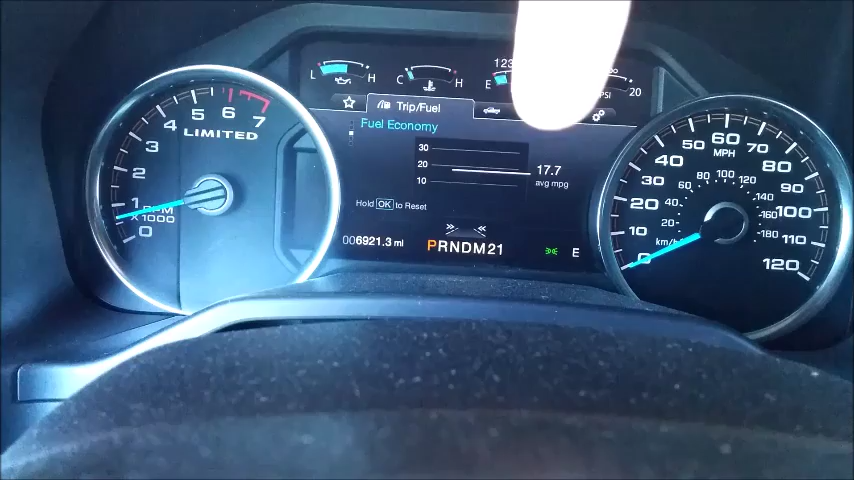 L H
C H
E
20
Trip/Fuel
Fuel Economy
30
20
10
17.7
avg mpg
Hold OK to Reset
006921.3 mi
PRNDM21
E
0
1
2
3
4
5
6
7
LIMITED
RPM
X1000
0
10
20
30
40
50
60
70
80
90
100
110
120
MPH
20
40
60
80
100
120
140
160
180
km/h